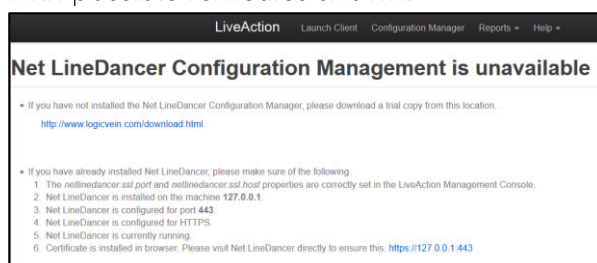 LiveAction Launch Client Configuration Manager Reports Help
Net LineDancer Configuration Management is unavailable
If you have not installed the Net LineDancer Configuration Manager, please download a trial copy from this location.
http://www.logicvein.com/download.html
If you have already installed Net LineDancer, please make sure of the following.
1. The netlinedancer.ssl.port and netlinedancer.ssl.host properties are correctly set in the LiveAction Management Console.
2. Net LineDancer is installed on the machine 127.0.0.1.
3. Net LineDancer is configured for port 443.
4. Net LineDancer is configured for HTTPS.
5. Net LineDancer is currently running.
6. Certificate is installed in browser. Please visit Net LineDancer directly to ensure this. https://127.0.0.1:443